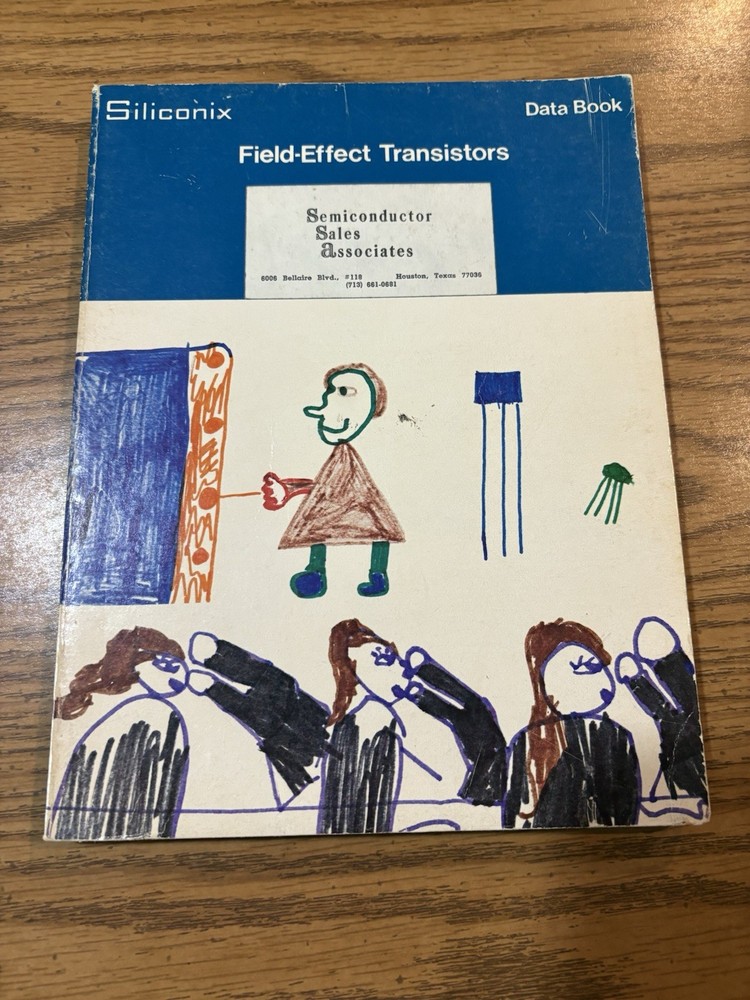 Siliconix
Data Book
Field-Effect Transistors
Semiconductor
Sales
associates
6006 Bellaire Blvd., #118 Houston, Texas 77036
(713) 661-0681